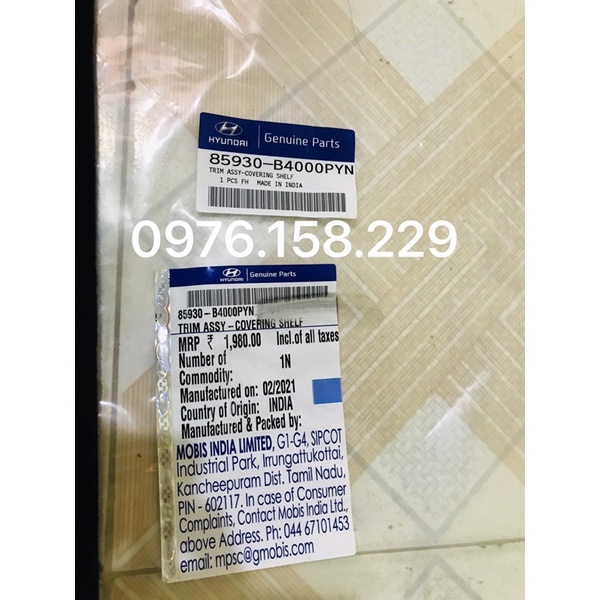 HYUNDAI | Genuine Parts
85930-B4000PYN
TRIM ASSY-COVERING SHELF
1 PCS FH MADE IN INDIA
0976.158.229
HYUNDAI | Genuine Parts
85930-B4000PYN
TRIM ASSY-COVERING SHELF
MRP ₹ 1,980.00 Incl.of all taxes
Number of 1N
Commodity:
Manufactured on: 02/2021
Country of Origin: INDIA
Manufactured & Packed by:
MOBIS INDIA LIMITED, G1-G4, SIPCOT
Industrial Park, Irrungattukottai,
Kancheepuram Dist. Tamil Nadu,
PIN - 602117. In case of Consumer
Complaints, Contact Mobis India Ltd.,
above Address. Ph: 044 67101453
email: mpsc@gmobis.com